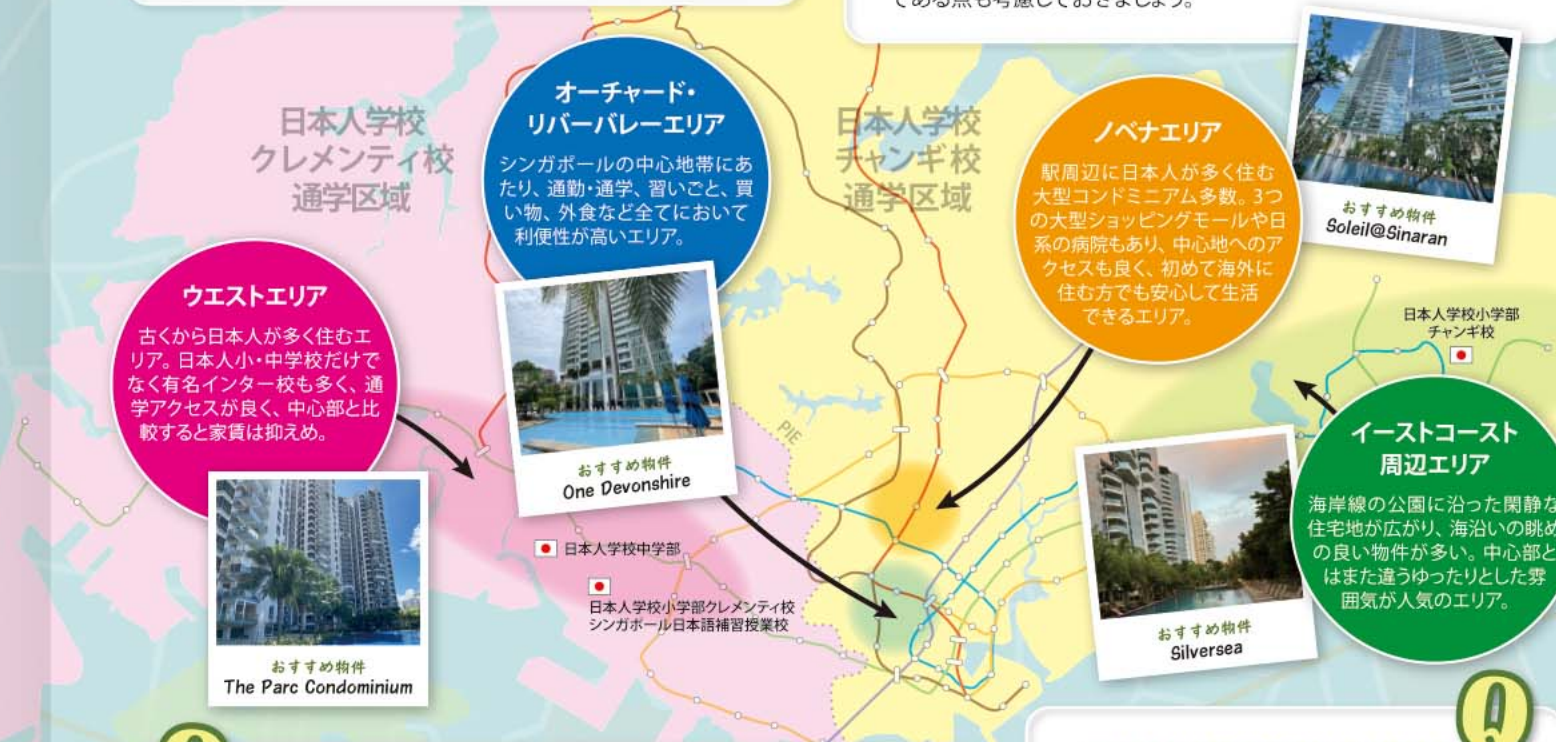 である点も考慮しておきましょう。
日本人学校
クレメンティ校
通学区域
オーチャード・
リバーバレーエリア
シンガポールの中心地帯にあ
たり、通勤・通学、習いごと、買
い物、外食など全てにおいて
利便性が高いエリア。
日本人学校
チャンギ校
通学区域
ノベナエリア
駅周辺に日本人が多く住む
大型コンドミニアム多数。3つ
の大型ショッピングモールや日
系の病院もあり、中心地へのア
クセスも良く、初めて海外に
住む方でも安心して生活
できるエリア。
おすすめ物件
Soleil@Sinaran
ウエストエリア
古くから日本人が多く住むエ
リア。日本人小・中学校だけで
なく有名インター校も多く、通
学アクセスが良く、中心部と比
較すると家賃は抑えめ。
おすすめ物件
One Devonshire
PIE
日本人学校小学部
チャンギ校
イーストコースト
周辺エリア
海岸線の公園に沿った閑静な
住宅地が広がり、海沿いの眺め
の良い物件が多い。中心部と
はまた違うゆったりとした雰
囲気が人気のエリア。
日本人学校中学部
日本人学校小学部クレメンティ校
シンガポール日本語補習授業校
おすすめ物件
The Parc Condominium
おすすめ物件
Silversea